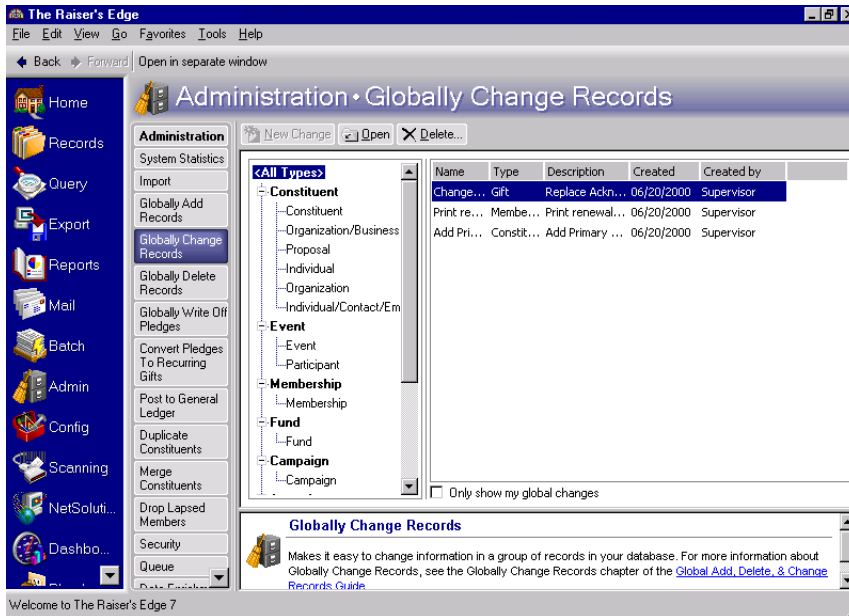 The Raiser's Edge
File Edit View Go Favorites Tools Help
Back Forward Open in separate window
Administration • Globally Change Records
Home
Records
Query
Export
Reports
Mail
Batch
Admin
Config
Scanning
NetSoluti...
Dashbo...
Administration
System Statistics
Import
Globally Add
Records
Globally Change
Records
Globally Delete
Records
Globally Write Off
Pledges
Convert Pledges
To Recurring
Gifts
Post to General
Ledger
Duplicate
Constituents
Merge
Constituents
Drop Lapsed
Members
Security
Queue
New Change Open Delete...
<All Types>
Constituent
Constituent
Organization/Business
Proposal
Individual
Organization
Individual/Contact/Em
Event
Event
Participant
Membership
Membership
Fund
Fund
Campaign
Campaign
Name Type Description Created Created by
Change... Gift Replace Ackn... 06/20/2000 Supervisor
Print re... Membe... Print renewal... 06/20/2000 Supervisor
Add Pri... Constit... Add Primary ... 06/20/2000 Supervisor
Only show my global changes
Globally Change Records
Makes it easy to change information in a group of records in your database. For more information about
Globally Change Records, see the Globally Change Records chapter of the Global Add, Delete, & Change
Records Guide
Welcome to The Raiser's Edge 7